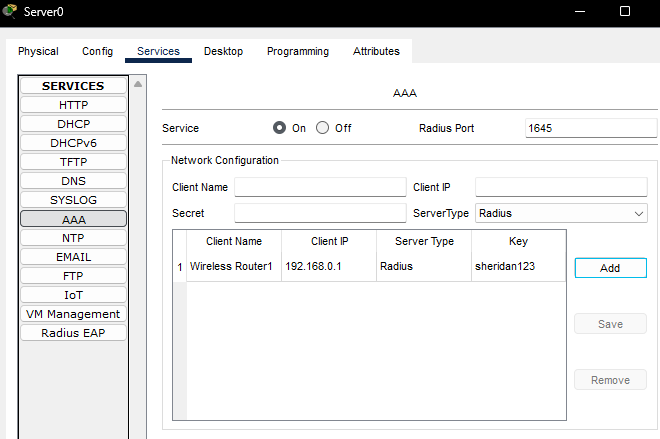 Server0
Physical Config Services Desktop Programming Attributes
SERVICES
HTTP
DHCP
DHCPv6
TFTP
DNS
SYSLOG
AAA
NTP
EMAIL
FTP
IoT
VM Management
Radius EAP
AAA
Service On Off Radius Port 1645
Network Configuration
Client Name Client IP
Secret ServerType Radius
Client Name Client IP Server Type Key
1 Wireless Router1 192.168.0.1 Radius sheridan123
Add
Save
Remove